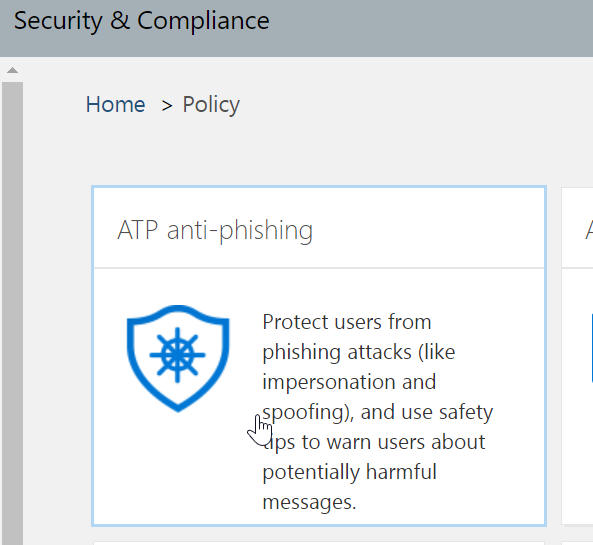 Security & Compliance
Home > Policy
ATP anti-phishing
Protect users from
phishing attacks (like
impersonation and
spoofing), and use safety
tips to warn users about
potentially harmful
messages.